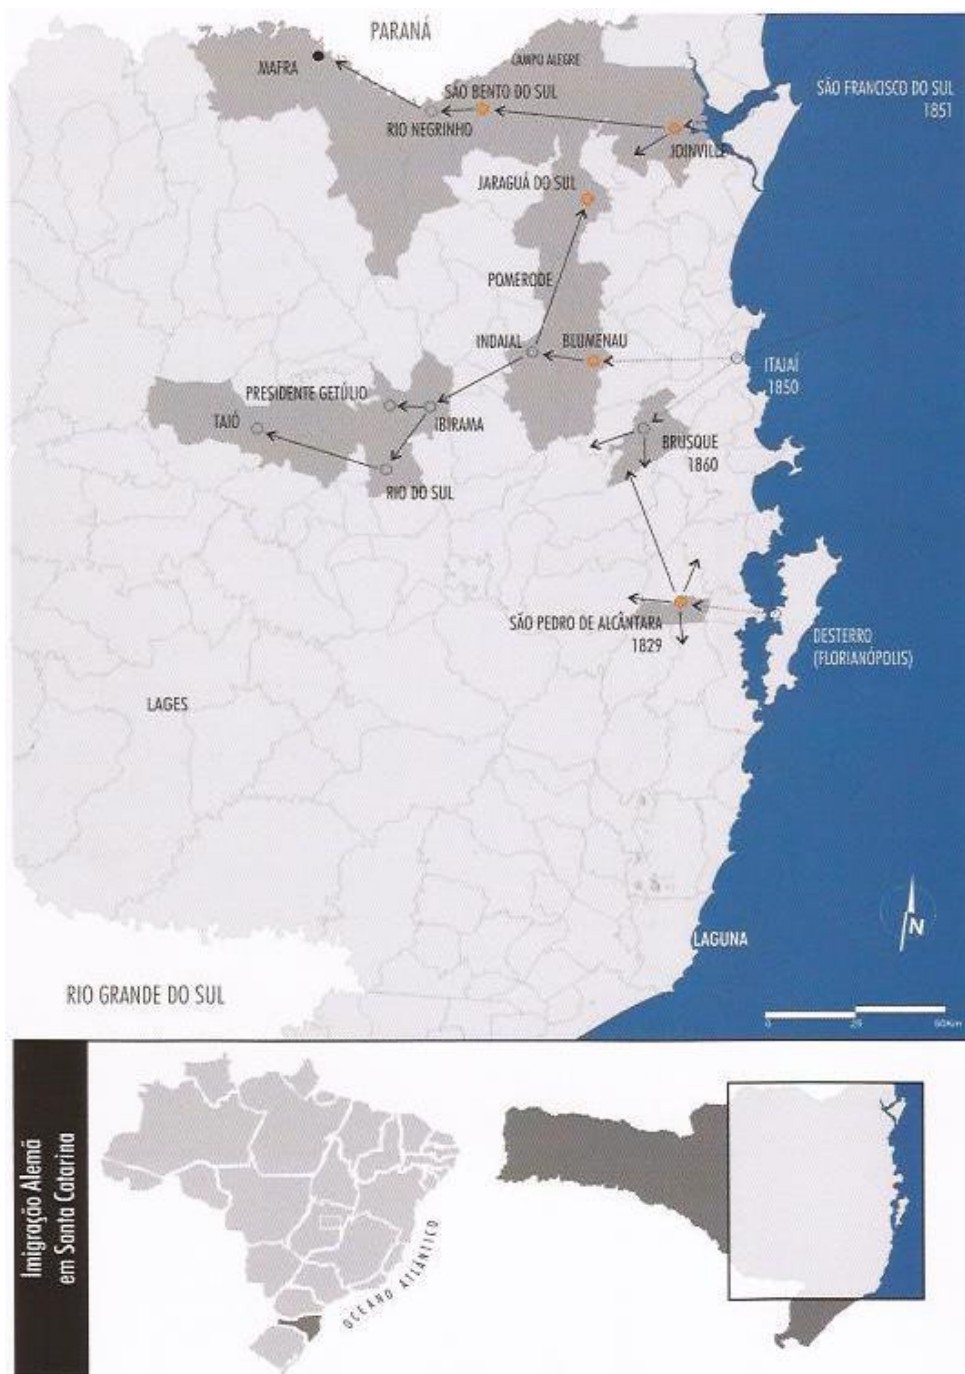 PARANÁ
MAFRA
CAMPO ALEGRE
SÃO BENTO DO SUL
SÃO FRANCISCO DO SUL
1851
RIO NEGRINHO
JOINVILLE
JARAGUÁ DO SUL
POMERODE
INDAIAL
BLUMENAU
ITAJAÍ
1850
PRESIDENTE GETÚLIO
TAIÓ
IBIRAMA
BRUSQUE
1860
RIO DO SUL
SÃO PEDRO DE ALCÂNTARA
1829
DESTERRO
(FLORIANÓPOLIS)
LAGES
LAGUNA
N
RIO GRANDE DO SUL
0 25 50Km
Imigração Alemã
em Santa Catarina
OCEANO ATLÂNTICO